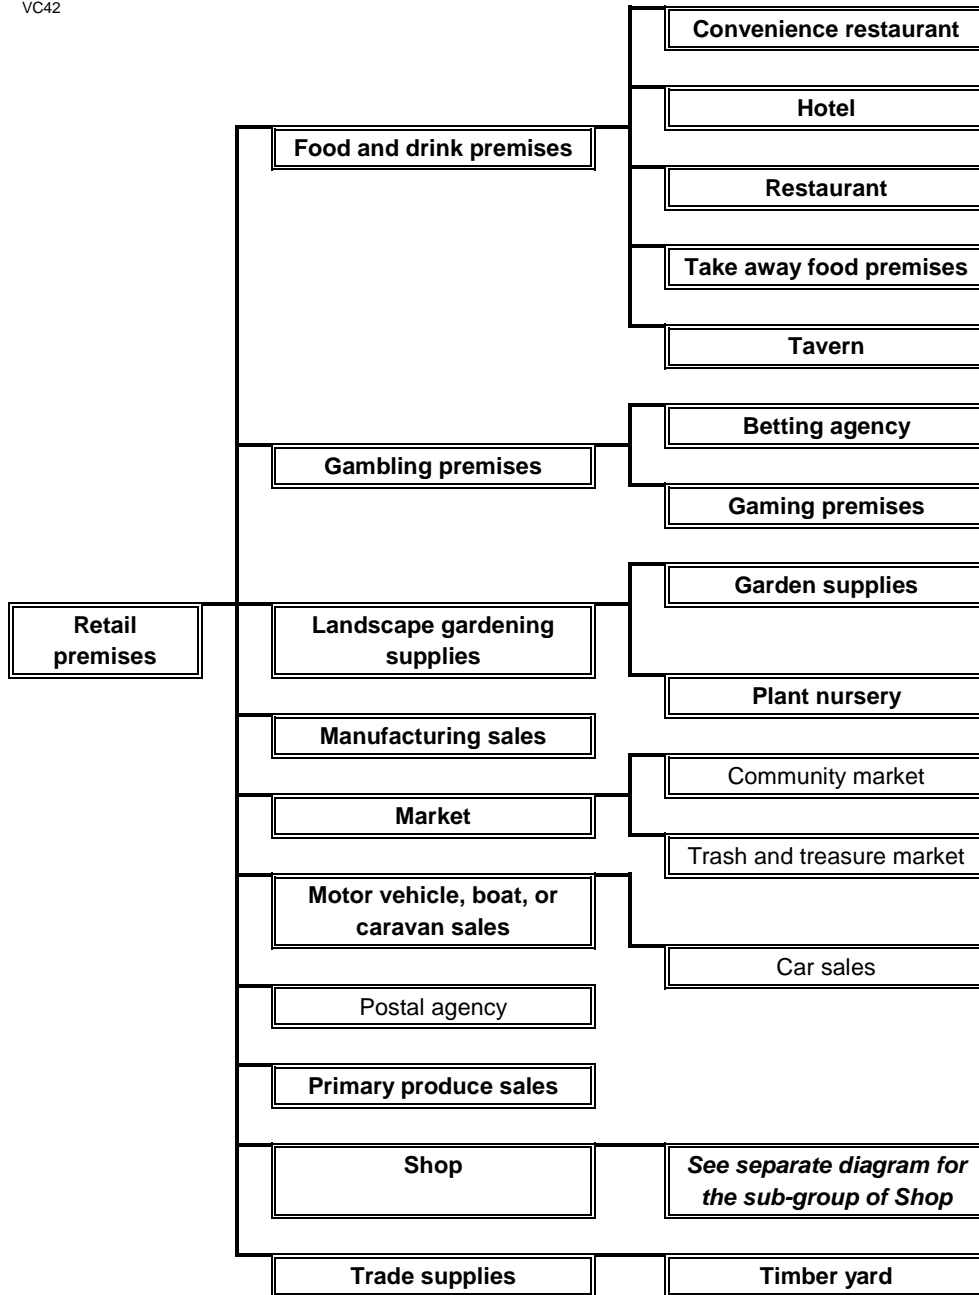 VC42
Convenience restaurant
Hotel
Food and drink premises
Restaurant
Take away food premises
Tavern
Betting agency
Gambling premises
Gaming premises
Garden supplies
Retail
premises
Landscape gardening
supplies
Plant nursery
Manufacturing sales
Community market
Market
Trash and treasure market
Motor vehicle, boat, or
caravan sales
Car sales
Postal agency
Primary produce sales
Shop
See separate diagram for
the sub-group of Shop
Trade supplies
Timber yard